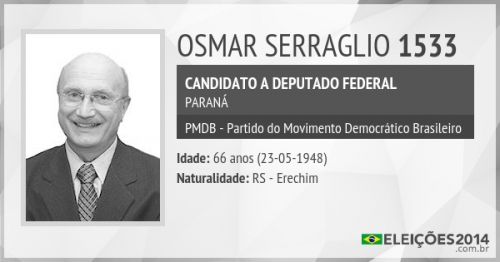 OSMAR SERRAGLIO 1533
CANDIDATO A DEPUTADO FEDERAL
PARANÁ
PMDB - Partido do Movimento Democrático Brasileiro
Idade: 66 anos (23-05-1948)
Naturalidade: RS - Erechim
ELEIÇÕES2014
.com.br